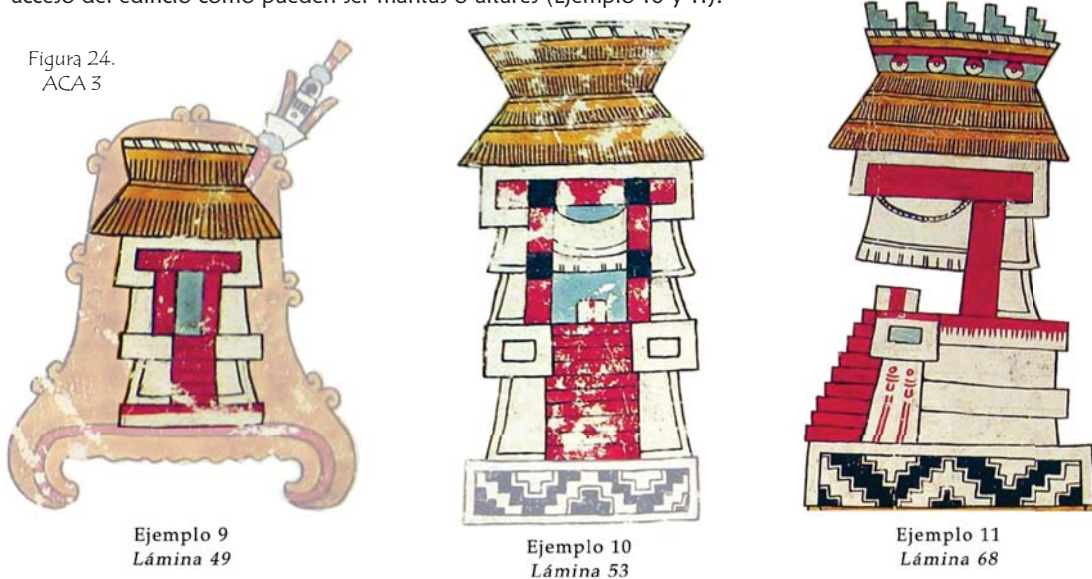 acceso del edificio como pueden ser mantas o altares (Ejemplo 10 y 11).
Figura 24.
ACA 3
Ejemplo 9
Lámina 49
Ejemplo 10
Lámina 53
Ejemplo 11
Lámina 68